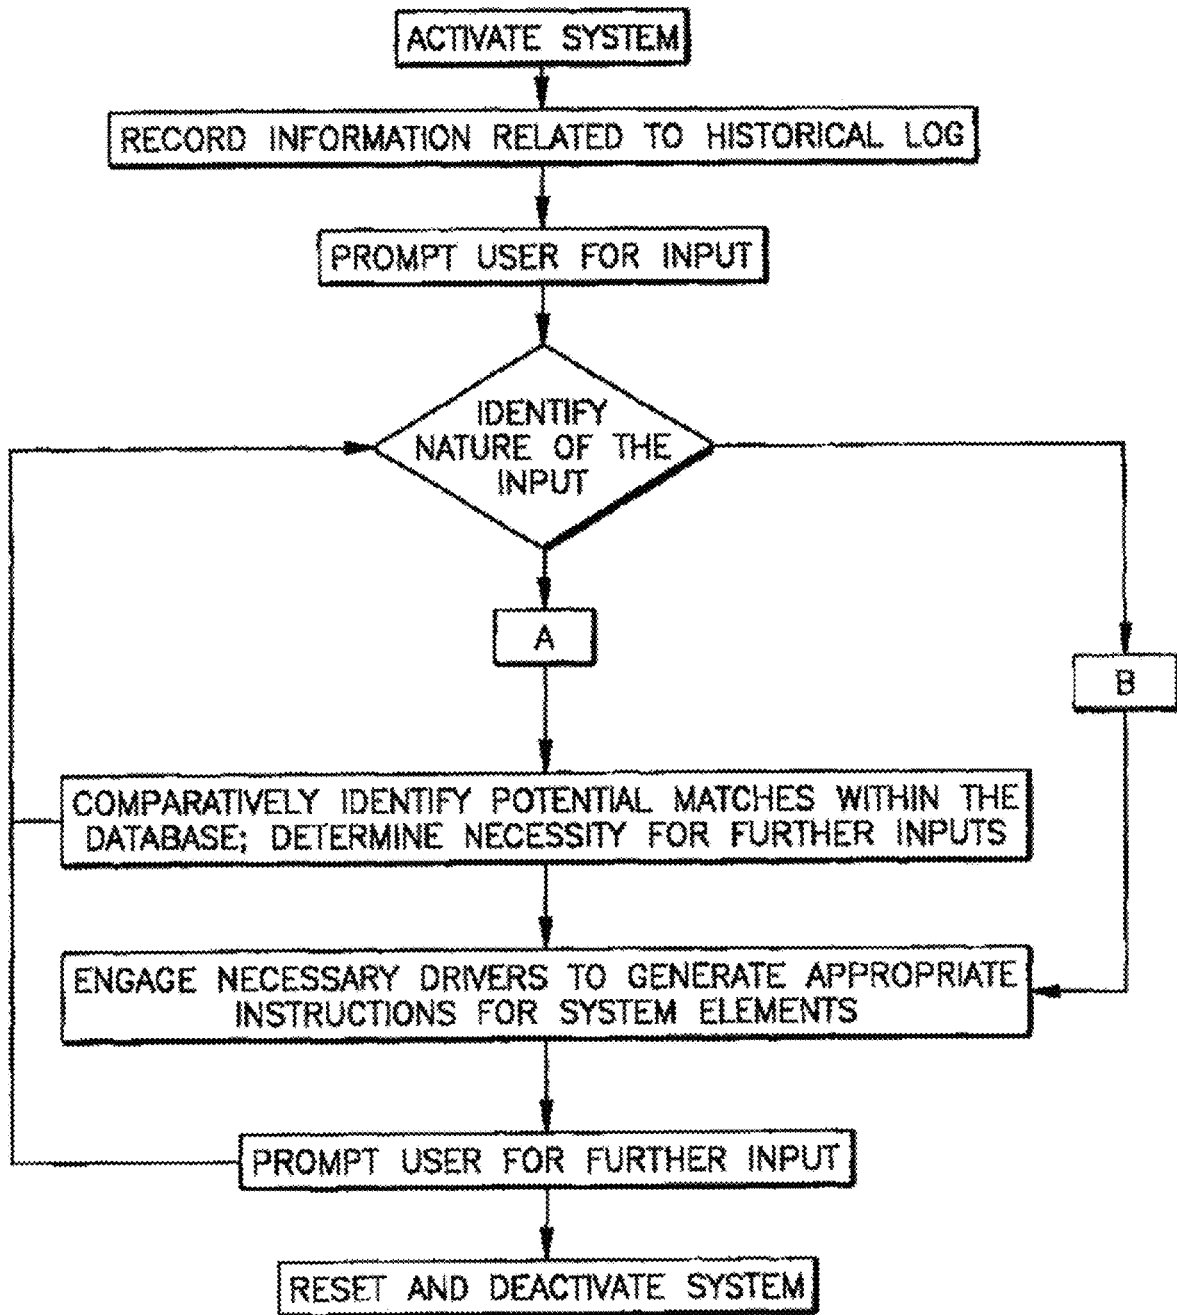 ACTIVATE SYSTEM
RECORD INFORMATION RELATED TO HISTORICAL LOG
PROMPT USER FOR INPUT
IDENTIFY
NATURE OF THE
INPUT
A
B
COMPARATIVELY IDENTIFY POTENTIAL MATCHES WITHIN THE
DATABASE; DETERMINE NECESSITY FOR FURTHER INPUTS
ENGAGE NECESSARY DRIVERS TO GENERATE APPROPRIATE
INSTRUCTIONS FOR SYSTEM ELEMENTS
PROMPT USER FOR FURTHER INPUT
RESET AND DEACTIVATE SYSTEM